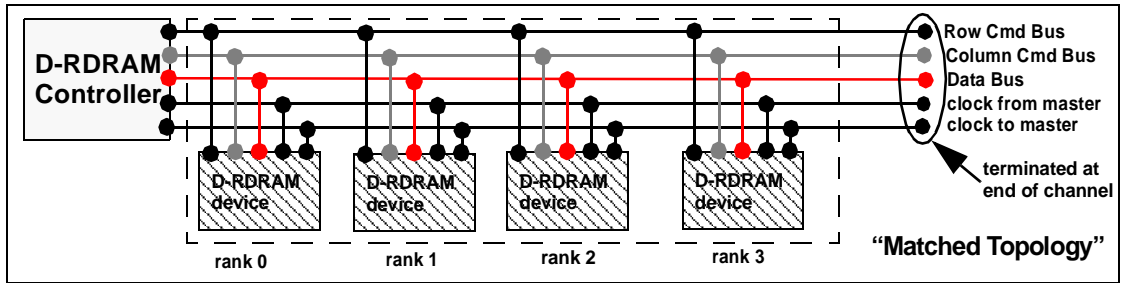 D-RDRAM
Controller
Row Cmd Bus
Column Cmd Bus
Data Bus
clock from master
clock to master
terminated at
end of channel
D-RDRAM
device
D-RDRAM
device
D-RDRAM
device
D-RDRAM
device
rank 0
rank 1
rank 2
rank 3
“Matched Topology”